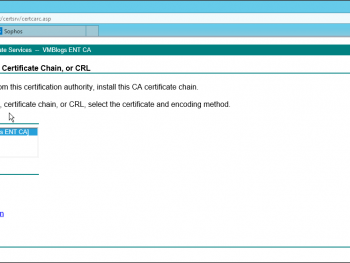 /certsrv/certcarc.asp
Sophos
ate Services -- VMBlogs ENT CA
Certificate Chain, or CRL
om this certification authority, install this CA certificate chain.
, certificate chain, or CRL, select the certificate and encoding method.
s ENT CA]
n